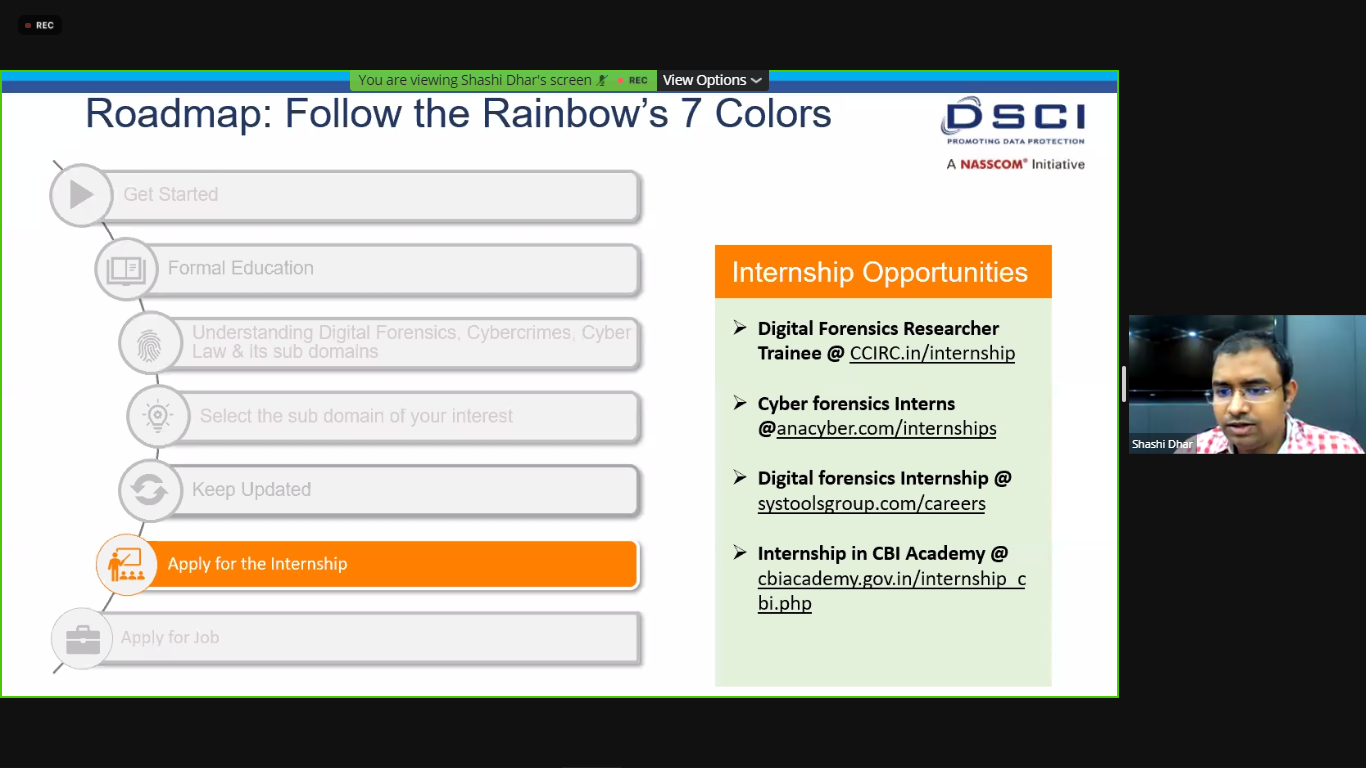 REC
You are viewing Shashi Dhar's screen
REC
View Options
Roadmap: Follow the Rainbow's 7 Colors
DSCI
PROMOTING DATA PROTECTION
A NASSCOM® Initiative
Get Started
Formal Education
Understanding Digital Forensics, Cybercrimes, Cyber
Law & its sub domains
Select the sub domain of your interest
Keep Updated
Apply for the Internship
Apply for Job
Internship Opportunities
Digital Forensics Researcher
Trainee @ CCIRC.in/internship
Cyber forensics Interns
@anacyber.com/internships
Digital forensics Internship @
systoolsgroup.com/careers
Internship in CBI Academy @
cbiacademy.gov.in/internship_c
bi.php
Shashi Dhar